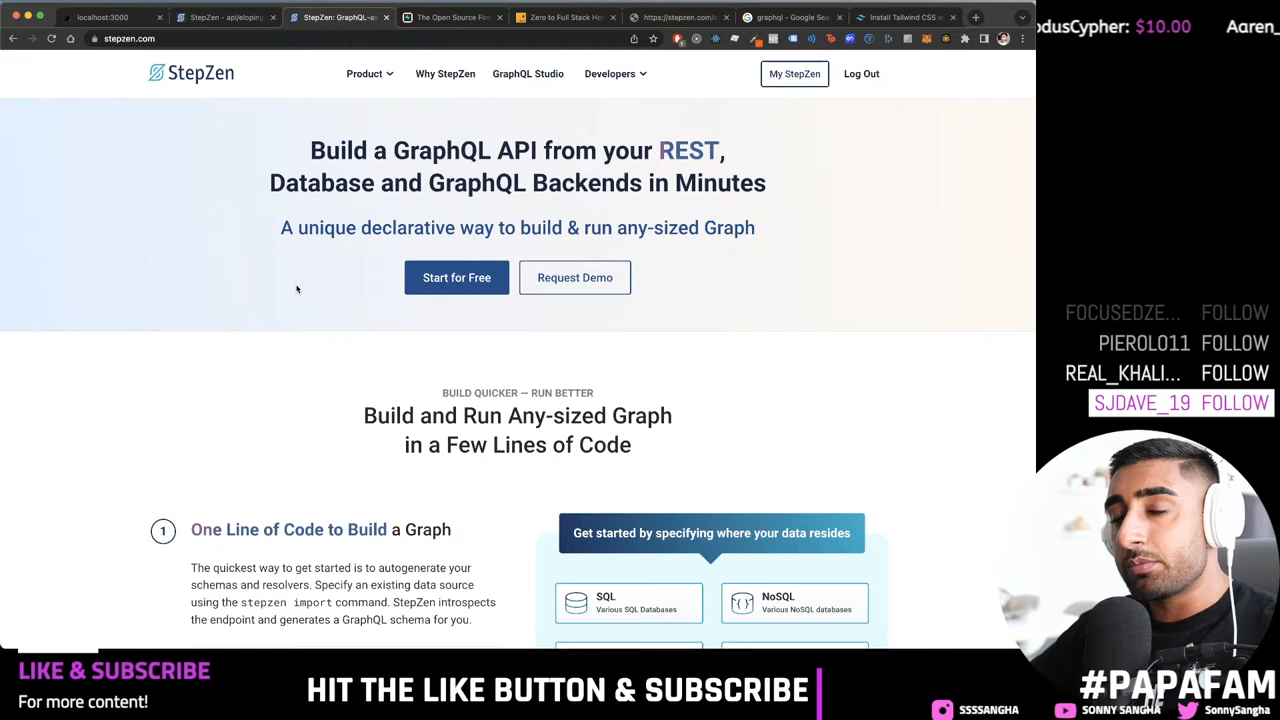 localhost:3000
StepZen - api/eloping
StepZen: GraphQL-as
The Open Source Fire
Zero to Full Stack He
https://stepzen.com/
graphql - Google Sea
Install Tailwind CSS w
stepzen.com
StepZen
Product
Why StepZen
GraphQL Studio
Developers
My StepZen
Log Out
Build a GraphQL API from your REST,
Database and GraphQL Backends in Minutes
A unique declarative way to build & run any-sized Graph
Start for Free
Request Demo
BUILD QUICKER — RUN BETTER
Build and Run Any-sized Graph
in a Few Lines of Code
1
One Line of Code to Build a Graph
The quickest way to get started is to autogenerate your
schemas and resolvers. Specify an existing data source
using the stepzen import command. StepZen introspects
the endpoint and generates a GraphQL schema for you.
Get started by specifying where your data resides
SQL
Various SQL Databases
NoSQL
Various NoSQL databases
odusCypher: $10.00
Aaren_
FOCUSEDZE... FOLLOW
PIEROLO11 FOLLOW
REAL_KHALI... FOLLOW
SJDAVE_19 FOLLOW
LIKE & SUBSCRIBE
For more content!
HIT THE LIKE BUTTON & SUBSCRIBE
#PAPAFAM
SSSSANGHA
SONNY SANGHA
SonnySangha